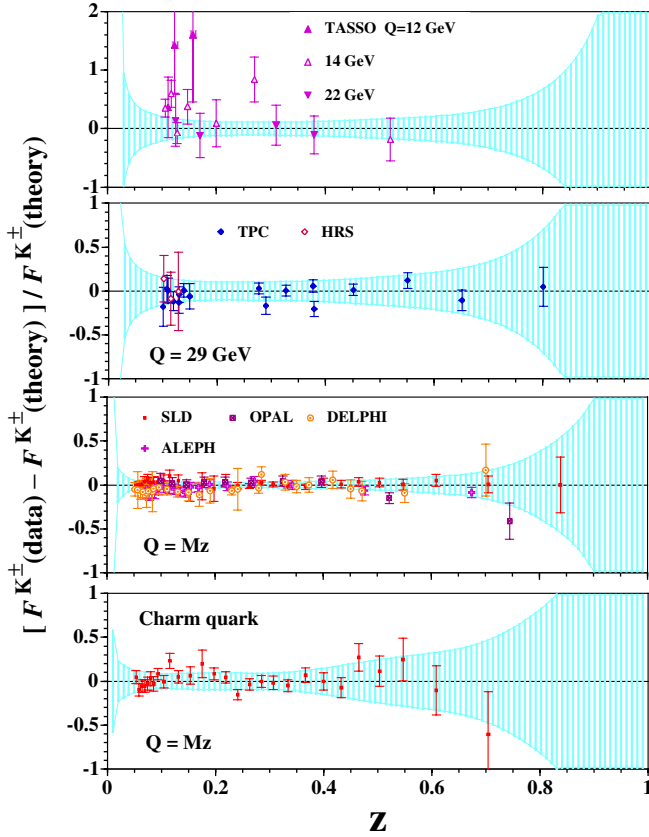 [ F K± (data) − F K± (theory) ] / F K± (theory)
2
1
0
-1
TASSO Q=12 GeV
14 GeV
22 GeV
1
0.5
0
-0.5
-1
TPC HRS
Q = 29 GeV
1
0.5
0
-0.5
-1
SLD OPAL DELPHI
ALEPH
Q = Mz
1
0.5
0
-0.5
-1
Charm quark
Q = Mz
0 0.2 0.4 0.6 0.8 1
z